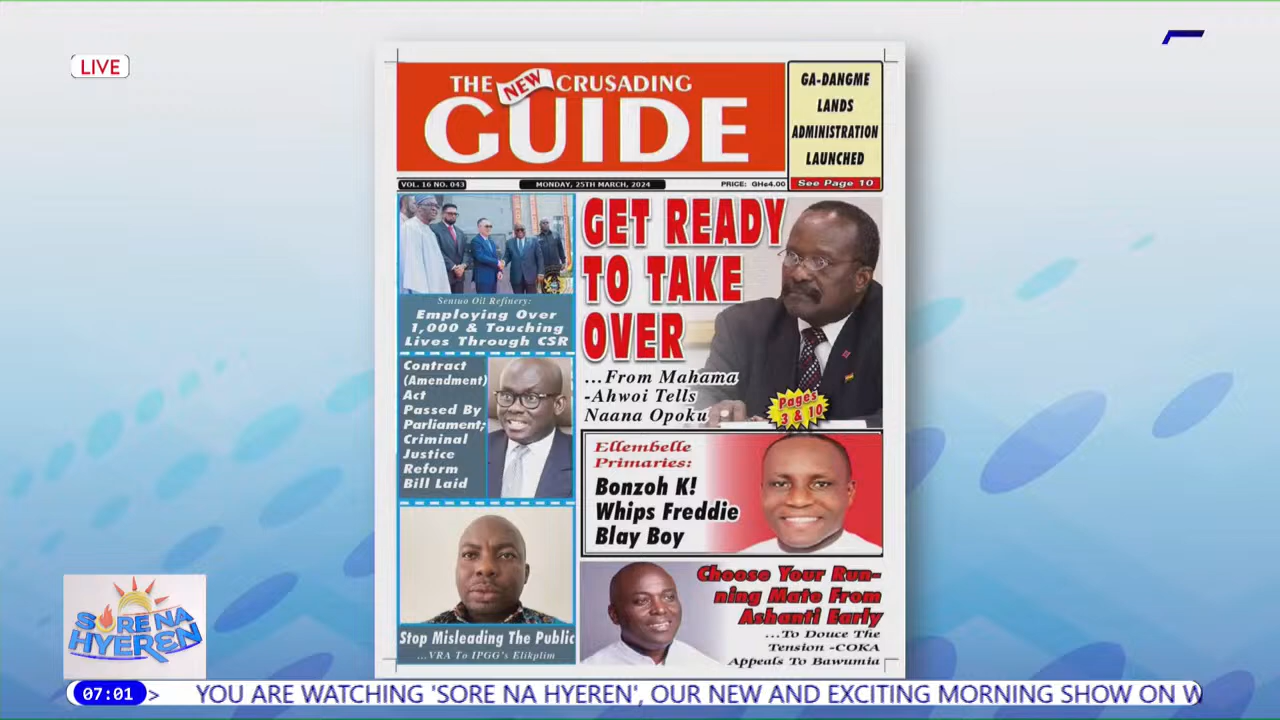 LIVE
THE NEW CRUSADING
GUIDE
GA-DANGME
LANDS
ADMINISTRATION
LAUNCHED
See Page 10
VOL. 16 NO. 043
MONDAY, 25TH MARCH, 2024
PRICE: GH¢4.00
Sentuo Oil Refinery:
Employing Over
1,000 & Touching
Lives Through CSR
Contract
(Amendment)
Act
Passed By
Parliament;
Criminal
Justice
Reform
Bill Laid
Stop Misleading The Public
...VRA To IPGG's Elikplim
GET READY
TO TAKE
OVER
...From Mahama
-Ahwoi Tells
Naana Opoku
Pages
3 & 10
Ellembelle
Primaries:
Bonzoh K!
Whips Freddie
Blay Boy
Choose Your Run-
ning Mate From
Ashanti Early
...To Douce The
Tension -COKA
Appeals To Bawumia
SORE NA
HYEREN
07:01 > YOU ARE WATCHING 'SORE NA HYEREN', OUR NEW AND EXCITING MORNING SHOW ON